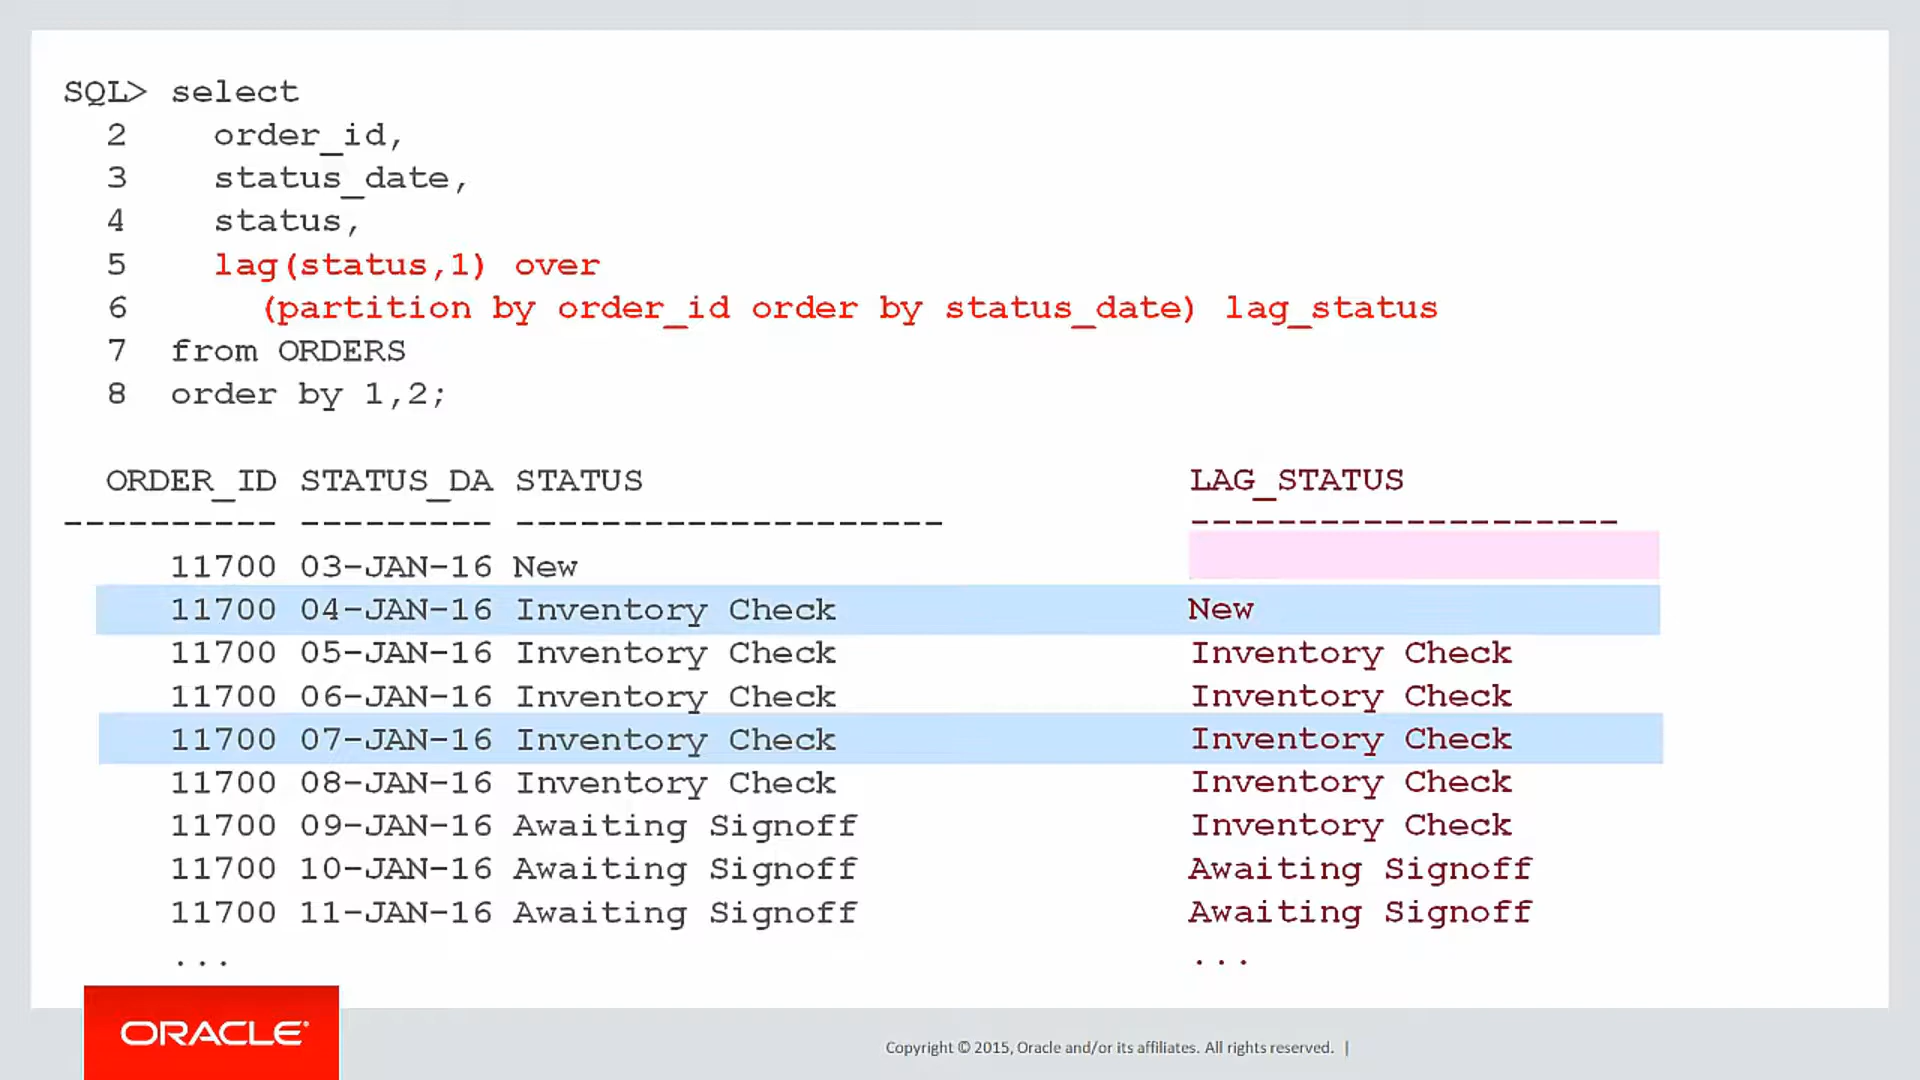 SQL> select
2 order_id,
3 status_date,
4 status,
5 lag(status,1) over
6 (partition by order_id order by status_date) lag_status
7 from ORDERS
8 order by 1,2;
ORDER_ID STATUS_DA STATUS LAG_STATUS
---------- --------- -------------------- --------------------
11700 03-JAN-16 New
11700 04-JAN-16 Inventory Check New
11700 05-JAN-16 Inventory Check Inventory Check
11700 06-JAN-16 Inventory Check Inventory Check
11700 07-JAN-16 Inventory Check Inventory Check
11700 08-JAN-16 Inventory Check Inventory Check
11700 09-JAN-16 Awaiting Signoff Inventory Check
11700 10-JAN-16 Awaiting Signoff Awaiting Signoff
11700 11-JAN-16 Awaiting Signoff Awaiting Signoff
... ...
ORACLE®
Copyright © 2015, Oracle and/or its affiliates. All rights reserved. |